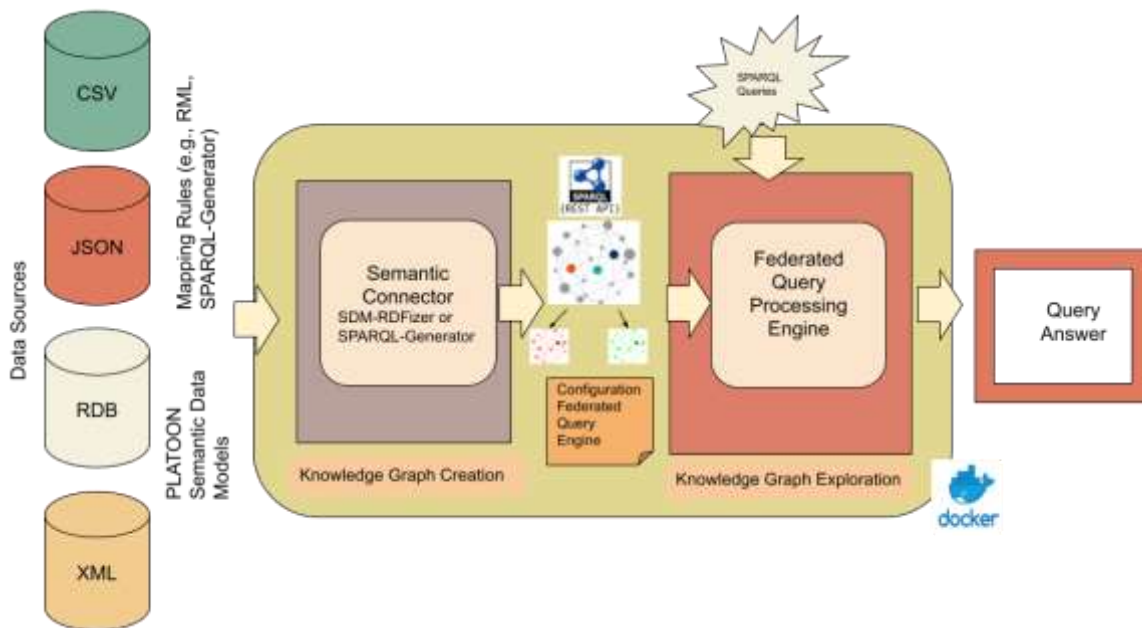 Data Sources
CSV
JSON
RDB
XML
Mapping Rules (e.g., RML,
SPARQL-Generator)
PLATOON
Semantic Data
Models
Semantic
Connector
SDM-RDFizer or
SPARQL-Generator
Knowledge Graph Creation
SPARQL
(REST API)
Configuration
Federated
Query
Engine
SPARQL
Queries
Federated
Query
Processing
Engine
Knowledge Graph Exploration
docker
Query
Answer